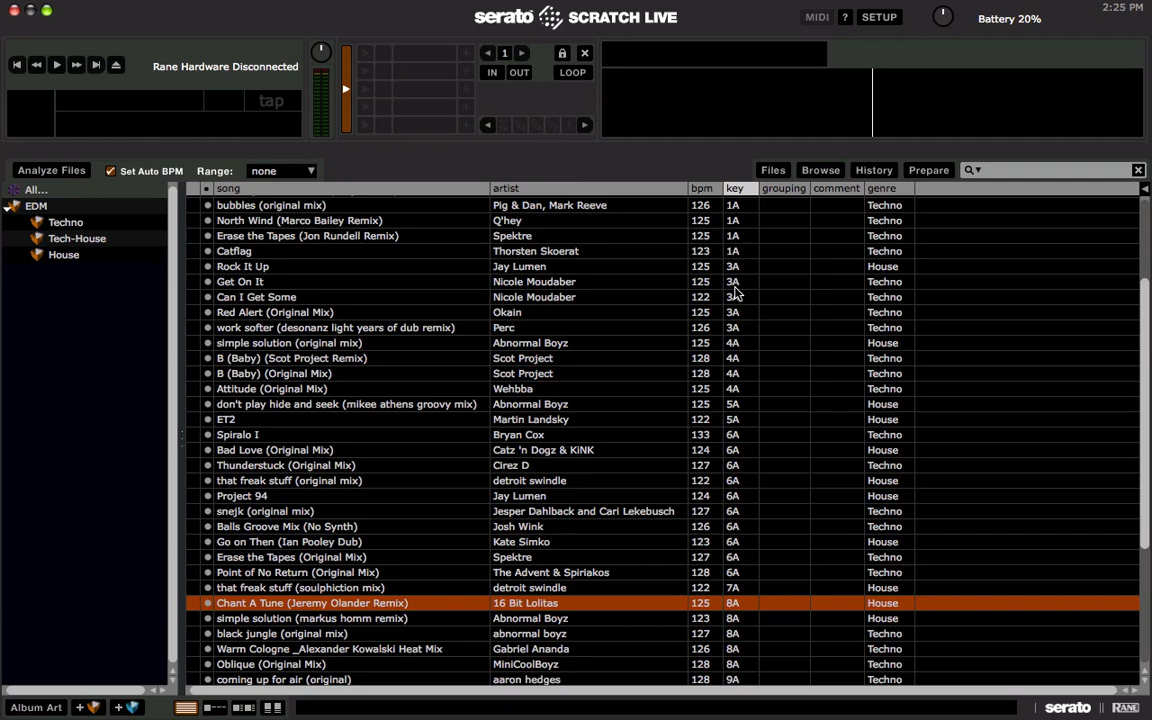 2:25 PM
serato SCRATCH LIVE
MIDI ? SETUP Battery 20%
Rane Hardware Disconnected
1
IN OUT LOOP
tap
Analyze Files Set Auto BPM Range: none Files Browse History Prepare
All...
EDM
Techno
Tech-House
House
song artist bpm key grouping comment genre
bubbles (original mix) Pig & Dan, Mark Reeve 126 1A Techno
North Wind (Marco Bailey Remix) Q'hey 125 1A Techno
Erase the Tapes (Jon Rundell Remix) Spektre 125 1A Techno
Catflag Thorsten Skoerat 123 1A Techno
Rock It Up Jay Lumen 125 3A House
Get On It Nicole Moudaber 125 3A Techno
Can I Get Some Nicole Moudaber 122 Techno
Red Alert (Original Mix) Okain 125 3A Techno
work softer (desonanz light years of dub remix) Perc 126 3A Techno
simple solution (original mix) Abnormal Boyz 125 4A House
B (Baby) (Scot Project Remix) Scot Project 128 4A Techno
B (Baby) (Original Mix) Scot Project 128 4A Techno
Attitude (Original Mix) Wehbba 125 4A Techno
don't play hide and seek (mikee athens groovy mix) Abnormal Boyz 125 5A House
ET2 Martin Landsky 122 5A House
Spiralo I Bryan Cox 133 6A Techno
Bad Love (Original Mix) Catz 'n Dogz & KiNK 124 6A House
Thunderstuck (Original Mix) Cirez D 127 6A Techno
that freak stuff (original mix) detroit swindle 122 6A House
Project 94 Jay Lumen 124 6A House
snejk (original mix) Jesper Dahlback and Cari Lekebusch 127 6A Techno
Balls Groove Mix (No Synth) Josh Wink 126 6A Techno
Go on Then (Ian Pooley Dub) Kate Simko 123 6A House
Erase the Tapes (Original Mix) Spektre 127 6A Techno
Point of No Return (Original Mix) The Advent & Spiriakos 128 6A Techno
that freak stuff (soulphiction mix) detroit swindle 122 7A House
Chant A Tune (Jeremy Olander Remix) 16 Bit Lolitas 125 8A House
simple solution (markus homm remix) Abnormal Boyz 123 8A House
black jungle (original mix) abnormal boyz 127 8A Techno
Warm Cologne _Alexander Kowalski Heat Mix Gabriel Ananda 126 8A Techno
Oblique (Original Mix) MiniCoolBoyz 128 8A Techno
coming up for air (original) aaron hedges 128 9A Techno
Album Art serato RANE